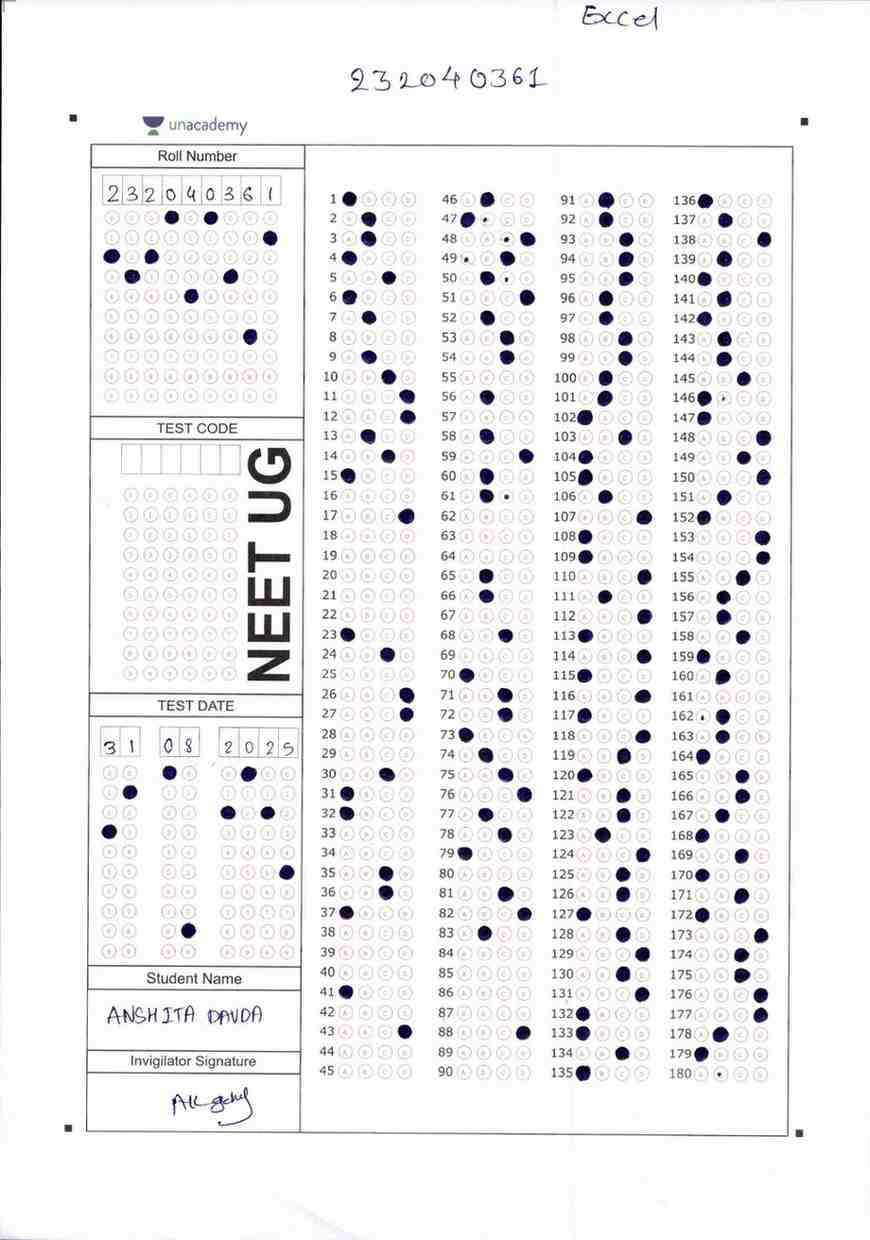 Excel
232040361
unacademy
Roll Number
2 3 2 0 4 0 3 6 1
TEST CODE
NEET UG
TEST DATE
3 1 0 8 2 0 2 5
Student Name
ANSHITA DAVDA
Invigilator Signature
1 46 91 136
2 47 92 137
3 48 93 138
4 49 94 139
5 50 95 140
6 51 96 141
7 52 97 142
8 53 98 143
9 54 99 144
10 55 100 145
11 56 101 146
12 57 102 147
13 58 103 148
14 59 104 149
15 60 105 150
16 61 106 151
17 62 107 152
18 63 108 153
19 64 109 154
20 65 110 155
21 66 111 156
22 67 112 157
23 68 113 158
24 69 114 159
25 70 115 160
26 71 116 161
27 72 117 162
28 73 118 163
29 74 119 164
30 75 120 165
31 76 121 166
32 77 122 167
33 78 123 168
34 79 124 169
35 80 125 170
36 81 126 171
37 82 127 172
38 83 128 173
39 84 129 174
40 85 130 175
41 86 131 176
42 87 132 177
43 88 133 178
44 89 134 179
45 90 135 180